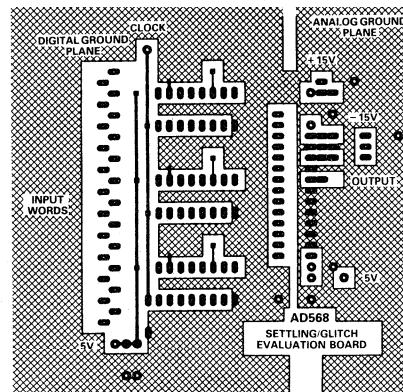 CLOCK
ANALOG GROUND
PLANE
DIGITAL GROUND
PLANE
+15V
-15V
OUTPUT
INPUT
WORDS
-5V
5V
AD568
SETTLING/GLITCH
EVALUATION BOARD